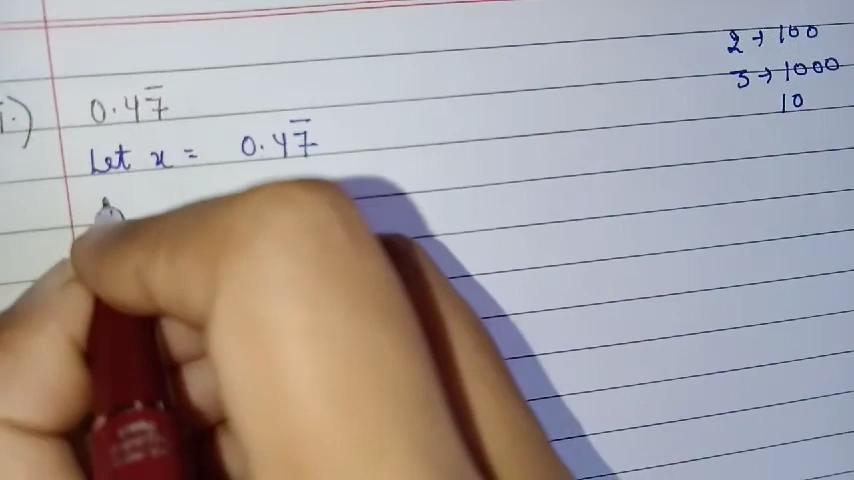 i.) 0.47̅
Let x = 0.47̅
2 → 100
3 → 1000
10